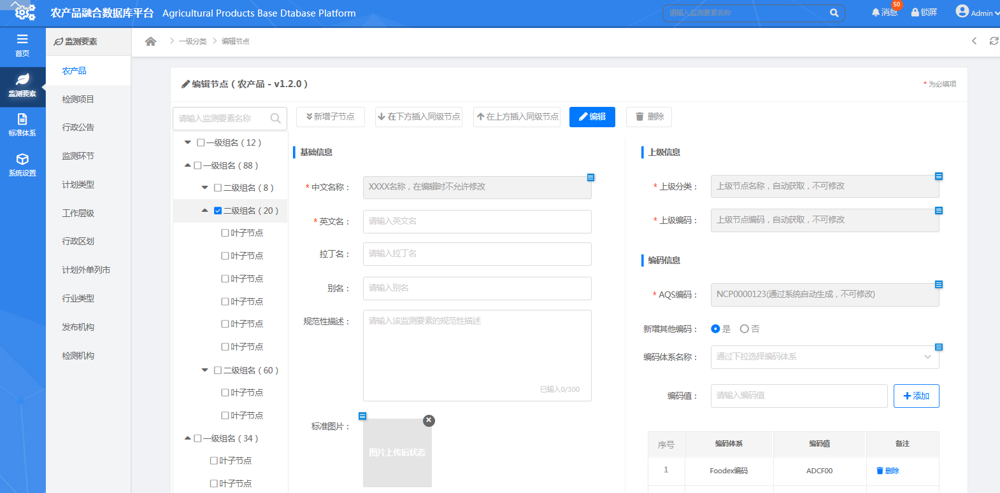 农产品融合数据库平台 Agricultural Products Base Dtabase Platform
请输入监测要素名称
消息 50
锁屏
Admin
首页
监测要素
标准体系
系统设置
监测要素
农产品
检测项目
行政公告
监测环节
计划类型
工作层级
行政区划
计划外单列市
行业类型
发布机构
检测机构
一级分类
编辑节点
编辑节点（农产品 - v1.2.0）
* 为必填项
请输入监测要素名称
新增子节点
在下方插入同级节点
在上方插入同级节点
编辑
删除
一级组名（12）
一级组名（88）
二级组名（8）
二级组名（20）
叶子节点
叶子节点
叶子节点
叶子节点
叶子节点
叶子节点
二级组名（60）
叶子节点
叶子节点
一级组名（34）
叶子节点
叶子节点
基础信息
* 中文名称： XXXX名称，在编辑时不允许修改
* 英文名： 请输入英文名
拉丁名： 请输入拉丁名
别名： 请输入别名
规范性描述： 请输入该监测要素的规范性描述
已输入0/300
标准图片： 图片上传后状态
上级信息
* 上级分类： 上级节点名称，自动获取，不可修改
* 上级编码： 上级节点编码，自动获取，不可修改
编码信息
* AQS编码： NCP0000123(通过系统自动生成，不可修改)
新增其他编码： 是 否
编码体系名称： 通过下拉选择编码体系
编码值： 请输入编码值 添加
序号 编码体系 编码值 备注
1 Foodex编码 ADCF00 删除